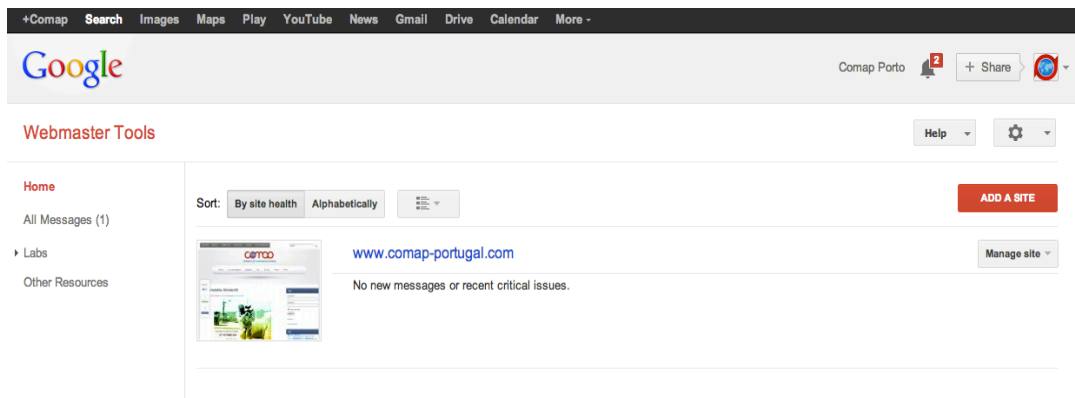 +Comap Search Images Maps Play YouTube News Gmail Drive Calendar More
Google
Comap Porto 2 + Share
Webmaster Tools
Help
Home
All Messages (1)
Labs
Other Resources
Sort: By site health Alphabetically
ADD A SITE
comap
www.comap-portugal.com
Manage site
No new messages or recent critical issues.